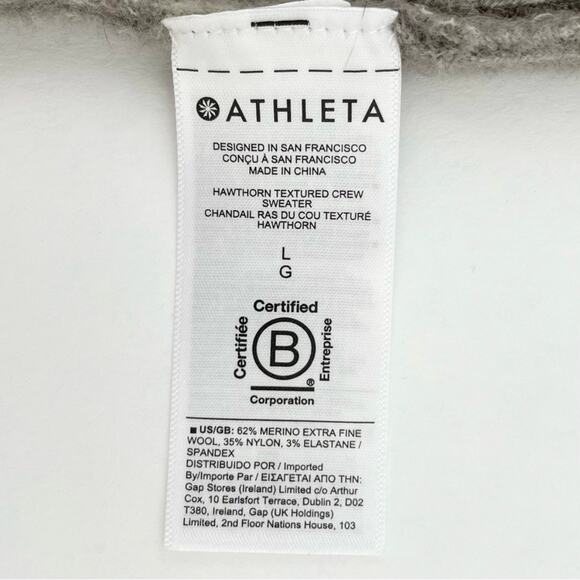 ATHLETA
DESIGNED IN SAN FRANCISCO
CONÇU À SAN FRANCISCO
MADE IN CHINA
HAWTHORN TEXTURED CREW
SWEATER
CHANDAIL RAS DU COU TEXTURÉ
HAWTHORN
L
G
Certified
Certifiée
B
Entreprise
®
Corporation
■ US/GB: 62% MERINO EXTRA FINE
WOOL, 35% NYLON, 3% ELASTANE /
SPANDEX
DISTRIBUIDO POR / Imported
By/Importe Par / ΕΙΣΑΓΕΤΑΙ ΑΠΟ ΤΗΝ:
Gap Stores (Ireland) Limited c/o Arthur
Cox, 10 Earlsfort Terrace, Dublin 2, D02
T380, Ireland, Gap (UK Holdings)
Limited, 2nd Floor Nations House, 103